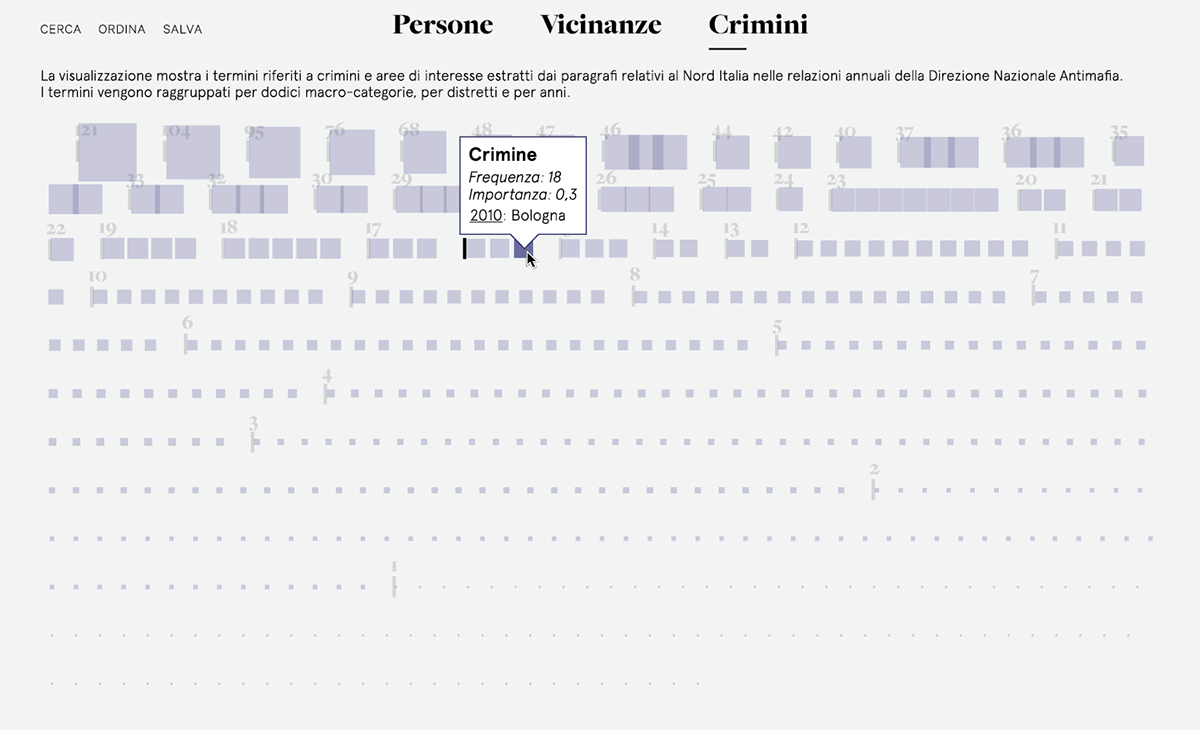 CERCA ORDINA SALVA Persone Vicinanze Crimini
La visualizzazione mostra i termini riferiti a crimini e aree di interesse estratti dai paragrafi relativi al Nord Italia nelle relazioni annuali della Direzione Nazionale Antimafia.
I termini vengono raggruppati per dodici macro-categorie, per distretti e per anni.
121 104 95 76 68 48 47 46 44 42 40 37 36 35
Crimine
Frequenza: 18
Importanza: 0,3
2010: Bologna
33 32 30 29 26 25 24 23 20 21
22 19 18 17 14 13 12 11
10 9 8 7
6 5
4
3
2
1